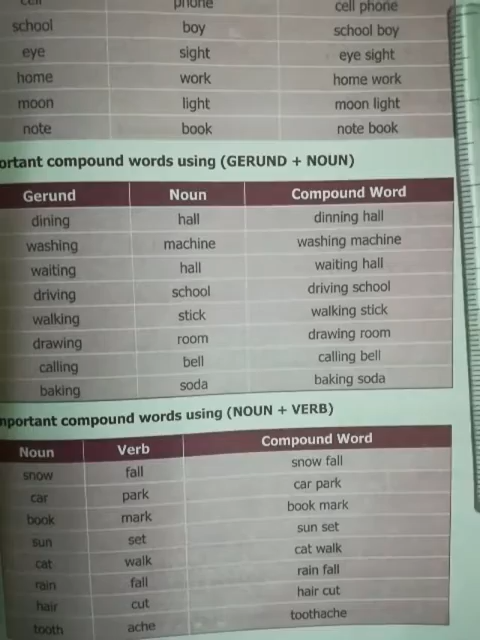 cell phone cell phone
school boy school boy
eye sight eye sight
home work home work
moon light moon light
note book note book
ortant compound words using (GERUND + NOUN)
Gerund Noun Compound Word
dining hall dinning hall
washing machine washing machine
waiting hall waiting hall
driving school driving school
walking stick walking stick
drawing room drawing room
calling bell calling bell
baking soda baking soda
mportant compound words using (NOUN + VERB)
Noun Verb Compound Word
snow fall snow fall
car park car park
book mark book mark
sun set sun set
cat walk cat walk
rain fall rain fall
hair cut hair cut
tooth ache toothache